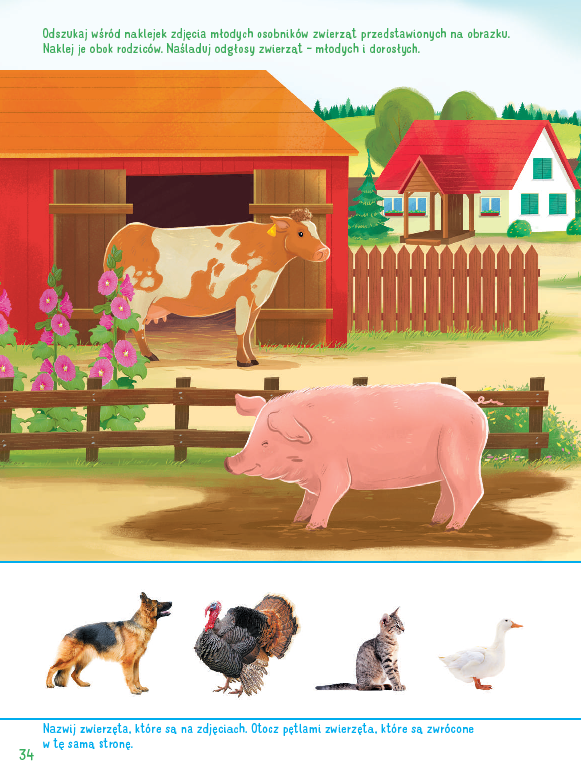 Odszukaj wśród naklejek zdjęcia młodych osobników zwierząt przedstawionych na obrazku.
Naklej je obok rodziców. Naśladuj odgłosy zwierząt – młodych i dorosłych.
Nazwij zwierzęta, które są na zdjęciach. Otocz pętlami zwierzęta, które są zwrócone
w tę samą stronę.
34